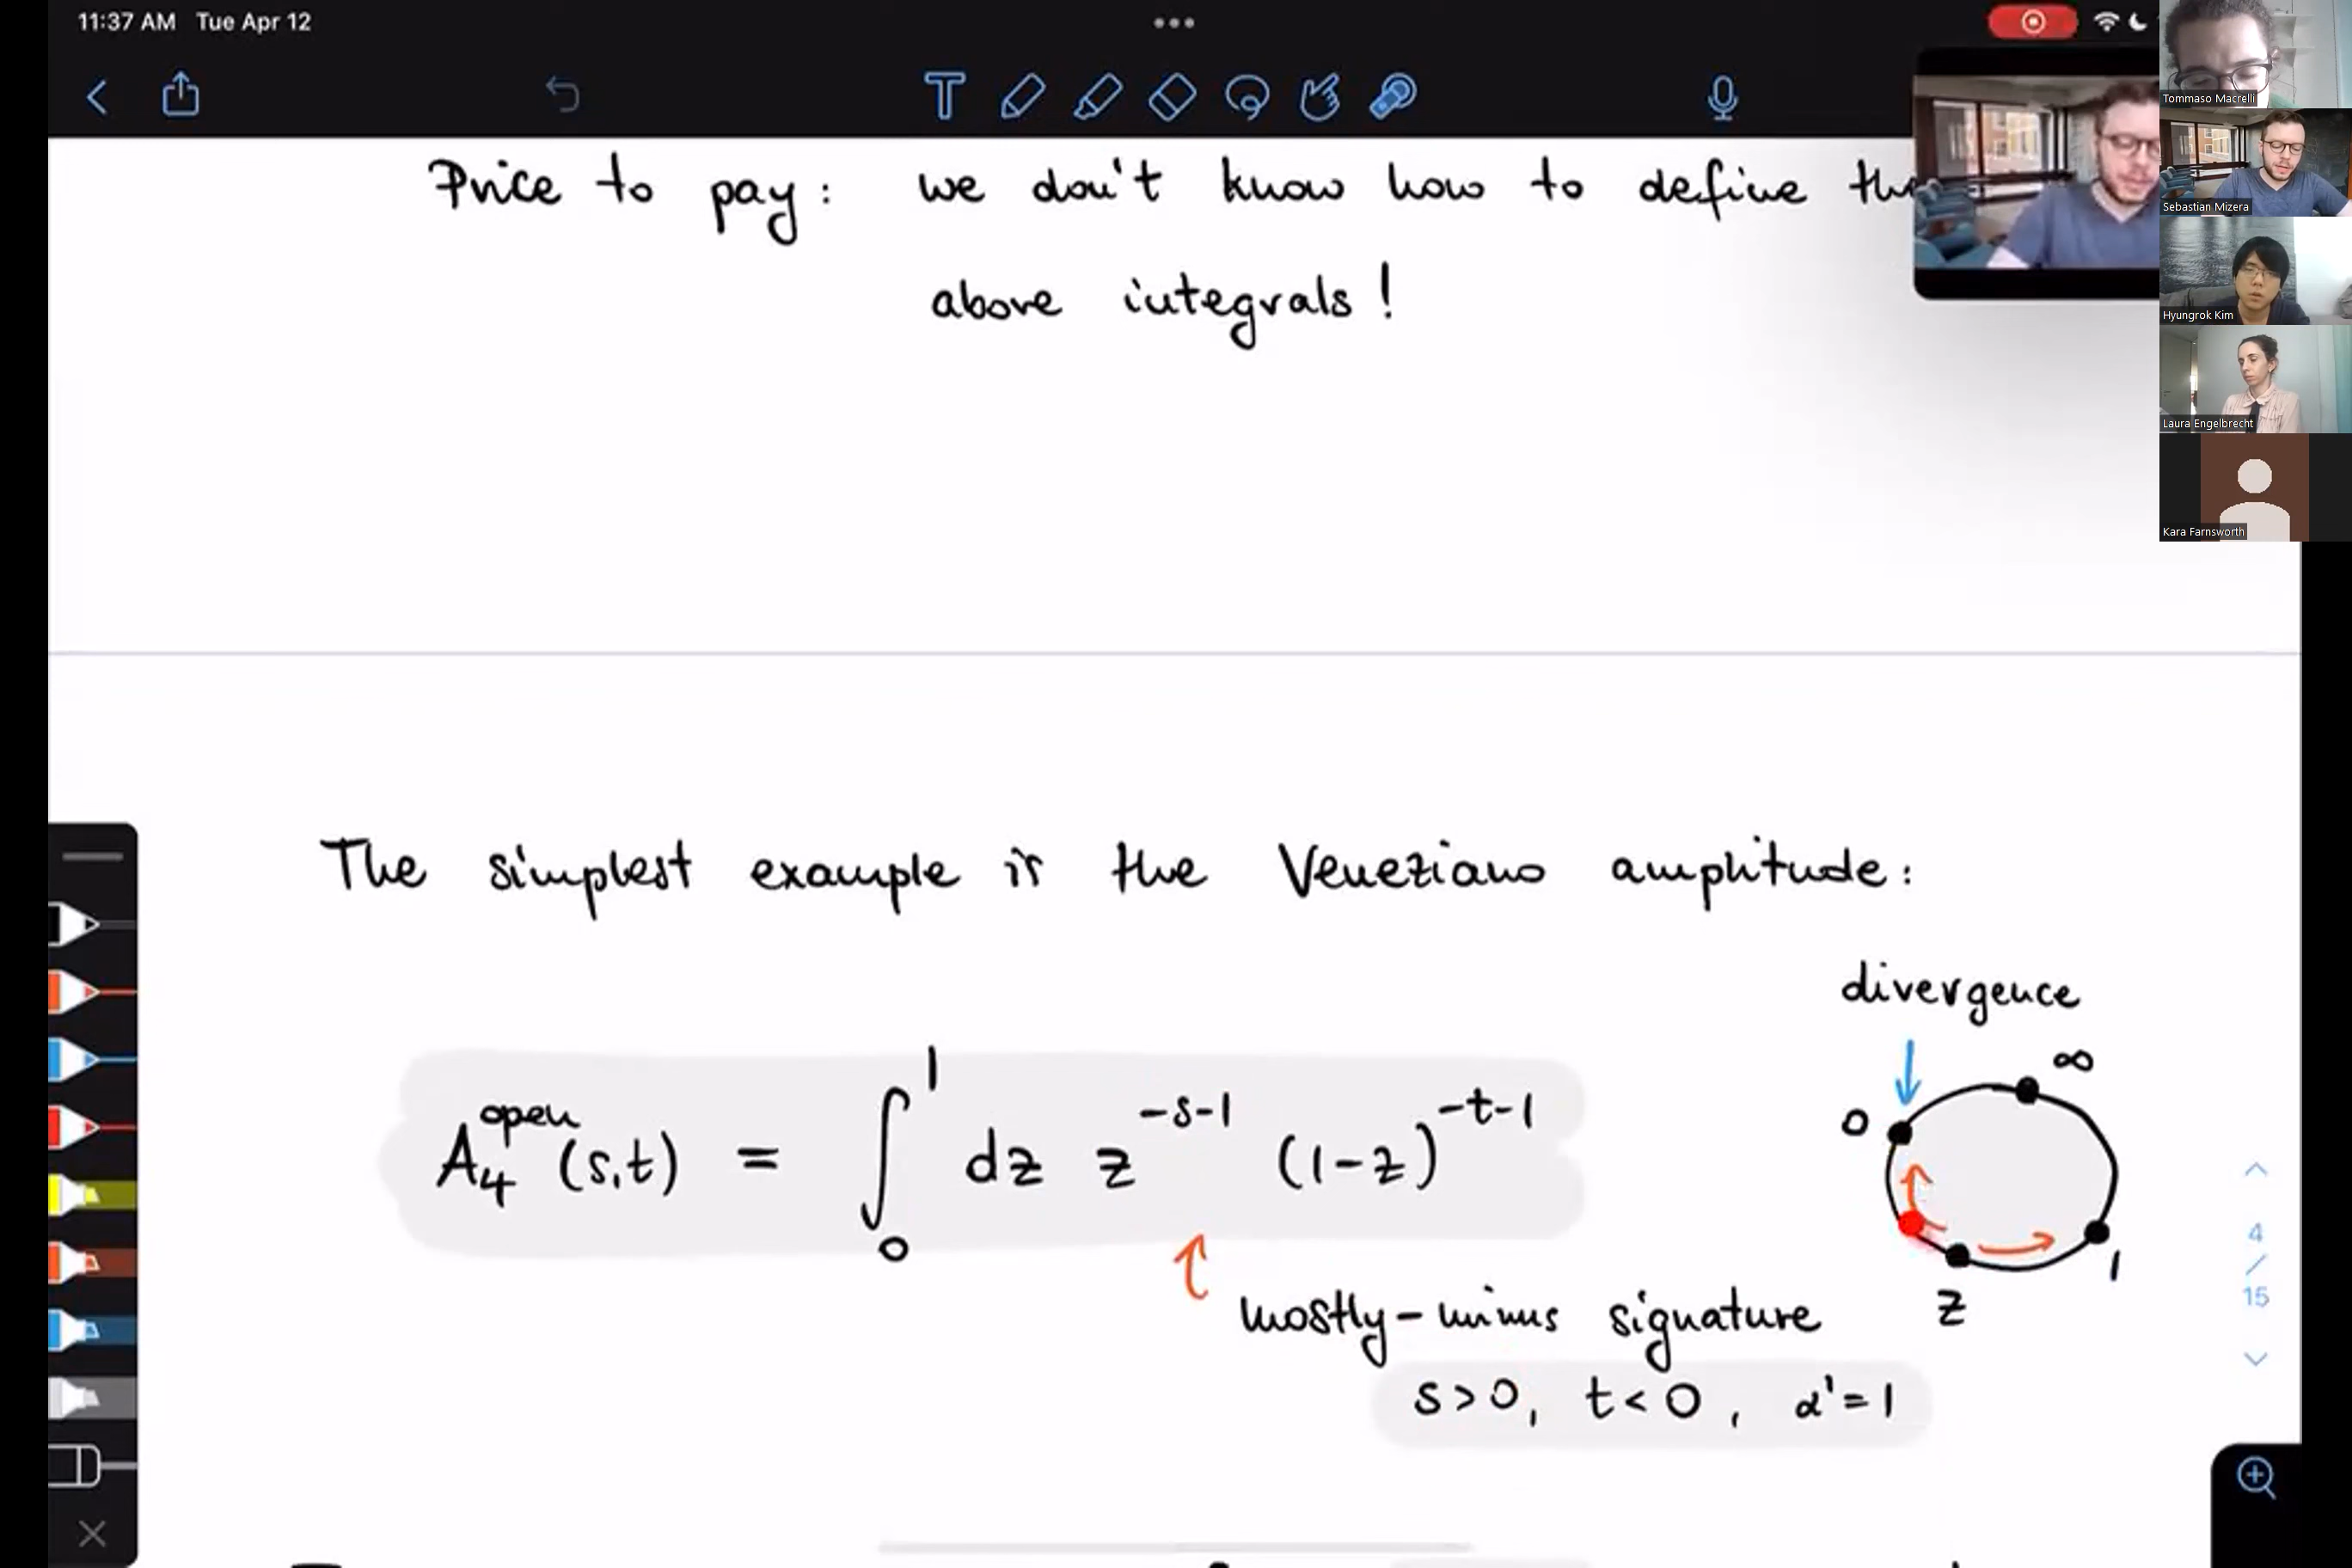 11:37 AM Tue Apr 12
Price to pay: we don't know how to define the
above integrals!
Tommaso Macrelli
Sebastian Mizera
Hyungrok Kim
Laura Engelbrecht
Kara Farnsworth
The simplest example is the Veneziano amplitude:
divergence
∞
0
1
z
A₄^open (s,t) = ∫₀¹ dz z^(-s-1) (1-z)^(-t-1)
mostly-minus signature
s>0, t<0, α'=1
4
/
15